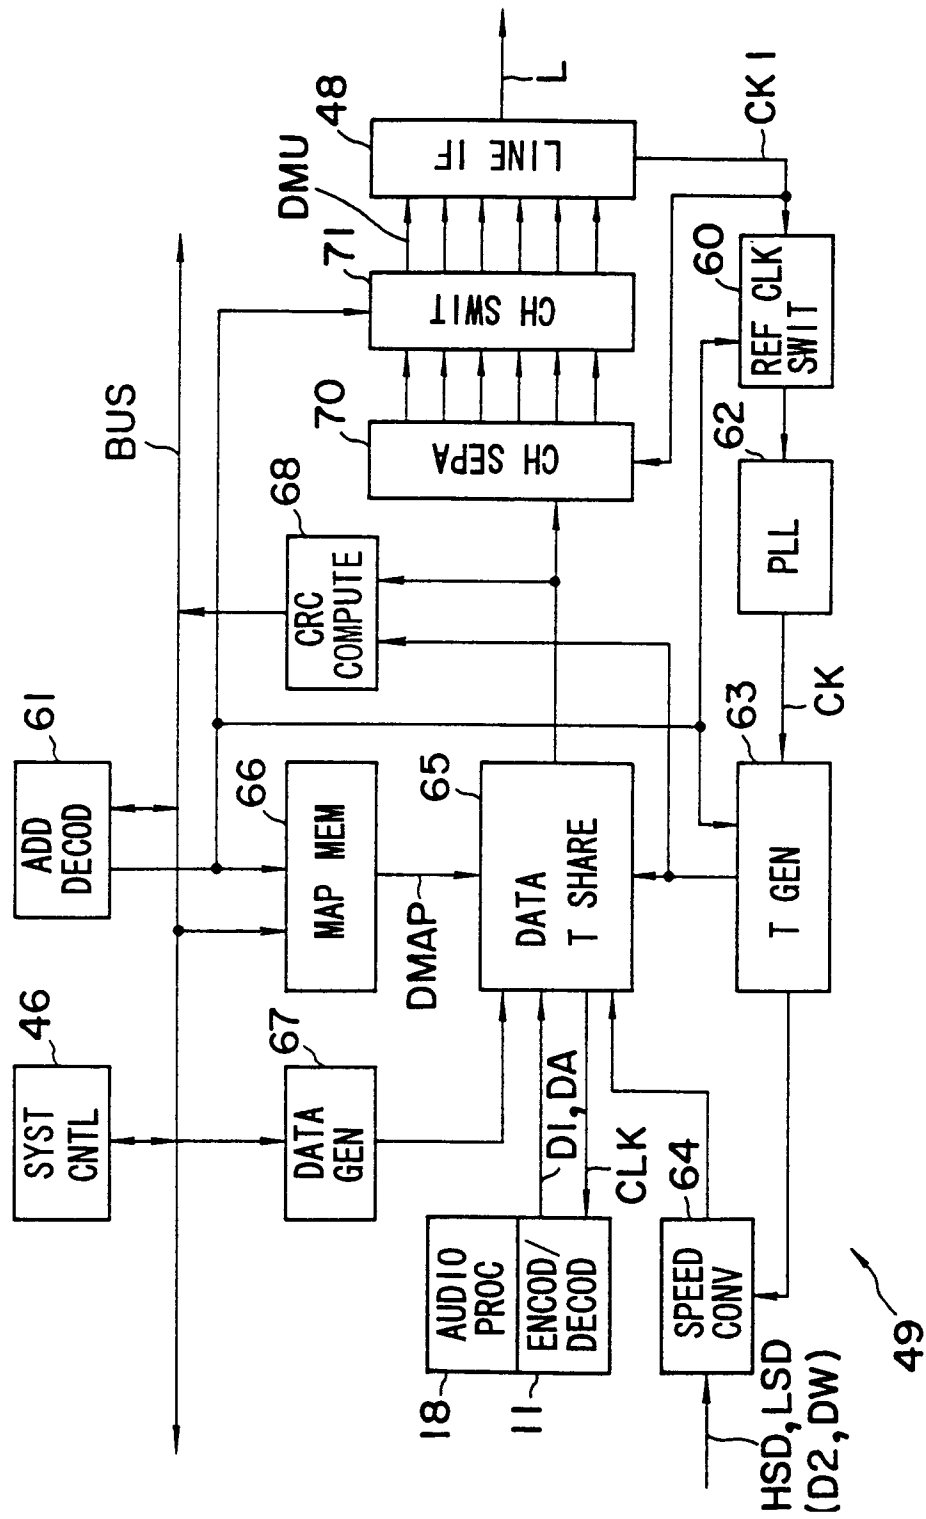 46
SYST
CNTL
61
ADD
DECOD
BUS
67
DATA
GEN
66
MAP MEM
68
CRC
COMPUTE
DMAP
70
CH SEPA
71
CH SWIT
DMU
48
LINE IF
L
18
AUDIO
PROC
11
ENCOD/
DECOD
D1, DA
CLK
65
DATA
T SHARE
64
SPEED
CONV
HSD, LSD
(D2, DW)
63
T GEN
CK
62
PLL
60
REF CLK
SWIT
CK1
49